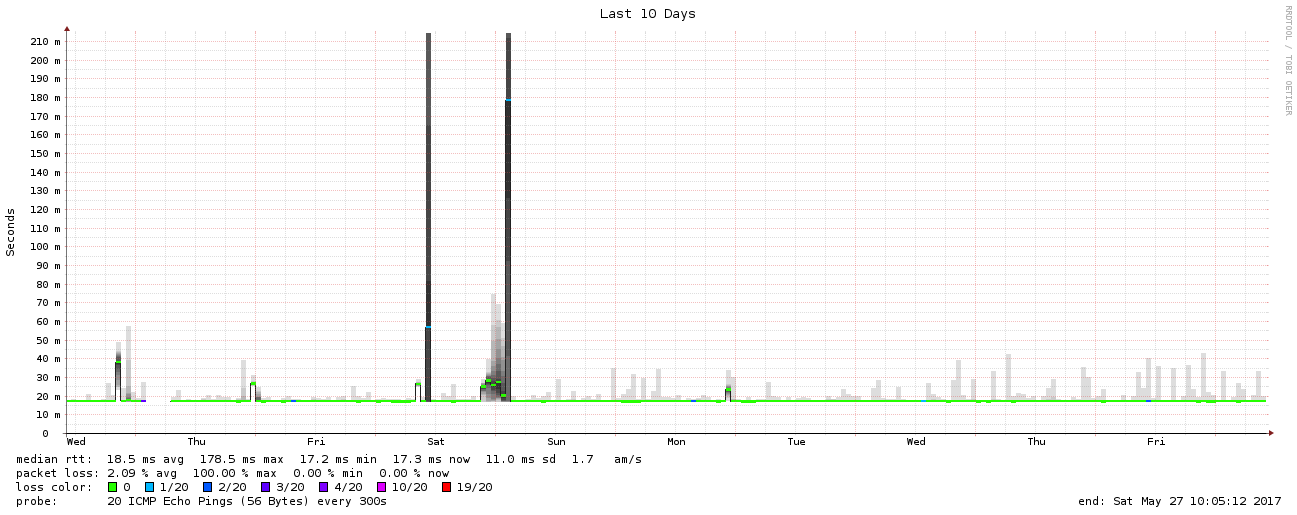 Last 10 Days
RRDTOOL / TOBI OETIKER
Seconds
210 m
200 m
190 m
180 m
170 m
160 m
150 m
140 m
130 m
120 m
110 m
100 m
90 m
80 m
70 m
60 m
50 m
40 m
30 m
20 m
10 m
0
Wed Thu Fri Sat Sun Mon Tue Wed Thu Fri
median rtt: 18.5 ms avg 178.5 ms max 17.2 ms min 17.3 ms now 11.0 ms sd 1.7 am/s
packet loss: 2.09 % avg 100.00 % max 0.00 % min 0.00 % now
loss color: 0 1/20 2/20 3/20 4/20 10/20 19/20
probe: 20 ICMP Echo Pings (56 Bytes) every 300s end: Sat May 27 10:05:12 2017